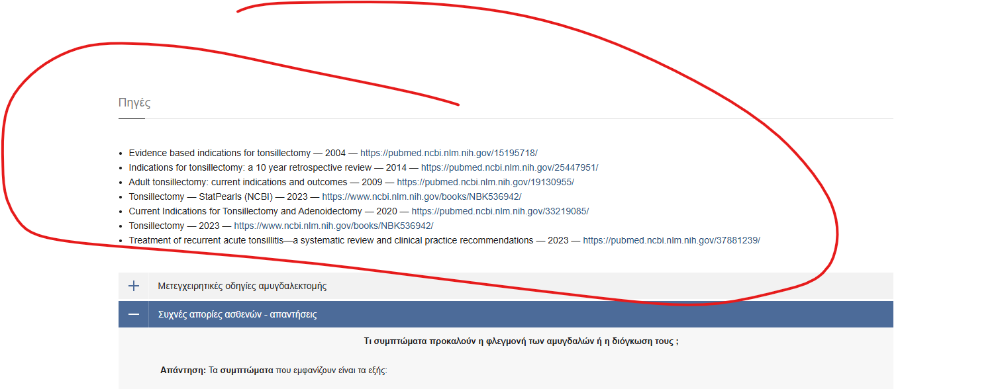 Πηγές
• Evidence based indications for tonsillectomy — 2004 — https://pubmed.ncbi.nlm.nih.gov/15195718/
• Indications for tonsillectomy: a 10 year retrospective review — 2014 — https://pubmed.ncbi.nlm.nih.gov/25447951/
• Adult tonsillectomy: current indications and outcomes — 2009 — https://pubmed.ncbi.nlm.nih.gov/19130955/
• Tonsillectomy — StatPearls (NCBI) — 2023 — https://www.ncbi.nlm.nih.gov/books/NBK536942/
• Current Indications for Tonsillectomy and Adenoidectomy — 2020 — https://pubmed.ncbi.nlm.nih.gov/33219085/
• Tonsillectomy — 2023 — https://www.ncbi.nlm.nih.gov/books/NBK536942/
• Treatment of recurrent acute tonsillitis—a systematic review and clinical practice recommendations — 2023 — https://pubmed.ncbi.nlm.nih.gov/37881239/
Μετεγχειρητικές οδηγίες αμυγδαλεκτομής
Συχνές απορίες ασθενών - απαντήσεις
Τι συμπτώματα προκαλούν η φλεγμονή των αμυγδαλών ή η διόγκωση τους ;
Απάντηση: Τα συμπτώματα που εμφανίζουν είναι τα εξής: